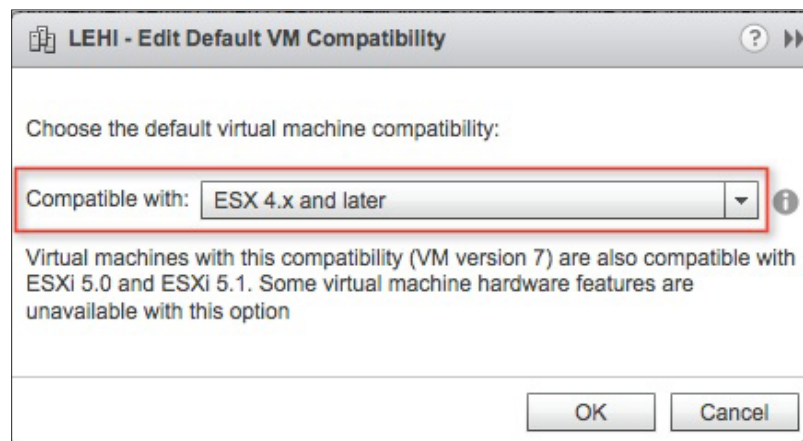 LEHI - Edit Default VM Compatibility
?
Choose the default virtual machine compatibility:
Compatible with: ESX 4.x and later
Virtual machines with this compatibility (VM version 7) are also compatible with
ESXi 5.0 and ESXi 5.1. Some virtual machine hardware features are
unavailable with this option
OK Cancel